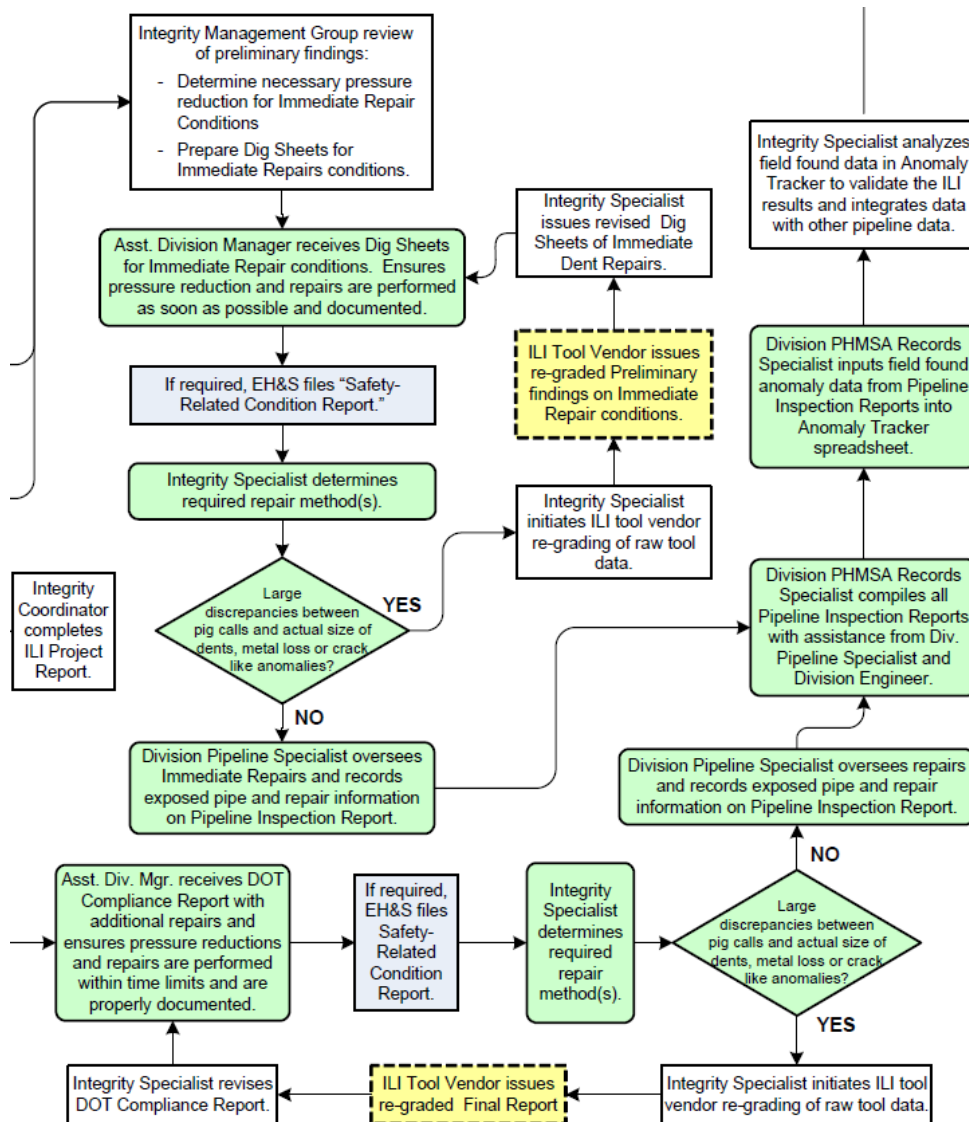 Integrity Management Group review
of preliminary findings:
- Determine necessary pressure
reduction for Immediate Repair
Conditions
- Prepare Dig Sheets for
Immediate Repairs conditions.
Asst. Division Manager receives Dig Sheets
for Immediate Repair conditions. Ensures
pressure reduction and repairs are performed
as soon as possible and documented.
If required, EH&S files “Safety-
Related Condition Report.”
Integrity Specialist determines
required repair method(s).
Large
discrepancies between
pig calls and actual size of
dents, metal loss or crack
like anomalies?
YES
NO
Integrity Specialist
initiates ILI tool vendor
re-grading of raw tool
data.
ILI Tool Vendor issues
re-graded Preliminary
findings on Immediate
Repair conditions.
Integrity Specialist
issues revised Dig
Sheets of Immediate
Dent Repairs.
Integrity
Coordinator
completes
ILI Project
Report.
Division Pipeline Specialist oversees
Immediate Repairs and records
exposed pipe and repair information
on Pipeline Inspection Report.
Integrity Specialist analyzes
field found data in Anomaly
Tracker to validate the ILI
results and integrates data
with other pipeline data.
Division PHMSA Records
Specialist inputs field found
anomaly data from Pipeline
Inspection Reports into
Anomaly Tracker
spreadsheet.
Division PHMSA Records
Specialist compiles all
Pipeline Inspection Reports
with assistance from Div.
Pipeline Specialist and
Division Engineer.
Division Pipeline Specialist oversees repairs
and records exposed pipe and repair
information on Pipeline Inspection Report.
Asst. Div. Mgr. receives DOT
Compliance Report with
additional repairs and
ensures pressure reductions
and repairs are performed
within time limits and are
properly documented.
If required,
EH&S files
Safety-
Related
Condition
Report.
Integrity
Specialist
determines
required
repair
method(s).
NO
Large
discrepancies between
pig calls and actual size of
dents, metal loss or crack
like anomalies?
YES
Integrity Specialist initiates ILI tool
vendor re-grading of raw tool data.
ILI Tool Vendor issues
re-graded Final Report
Integrity Specialist revises
DOT Compliance Report.